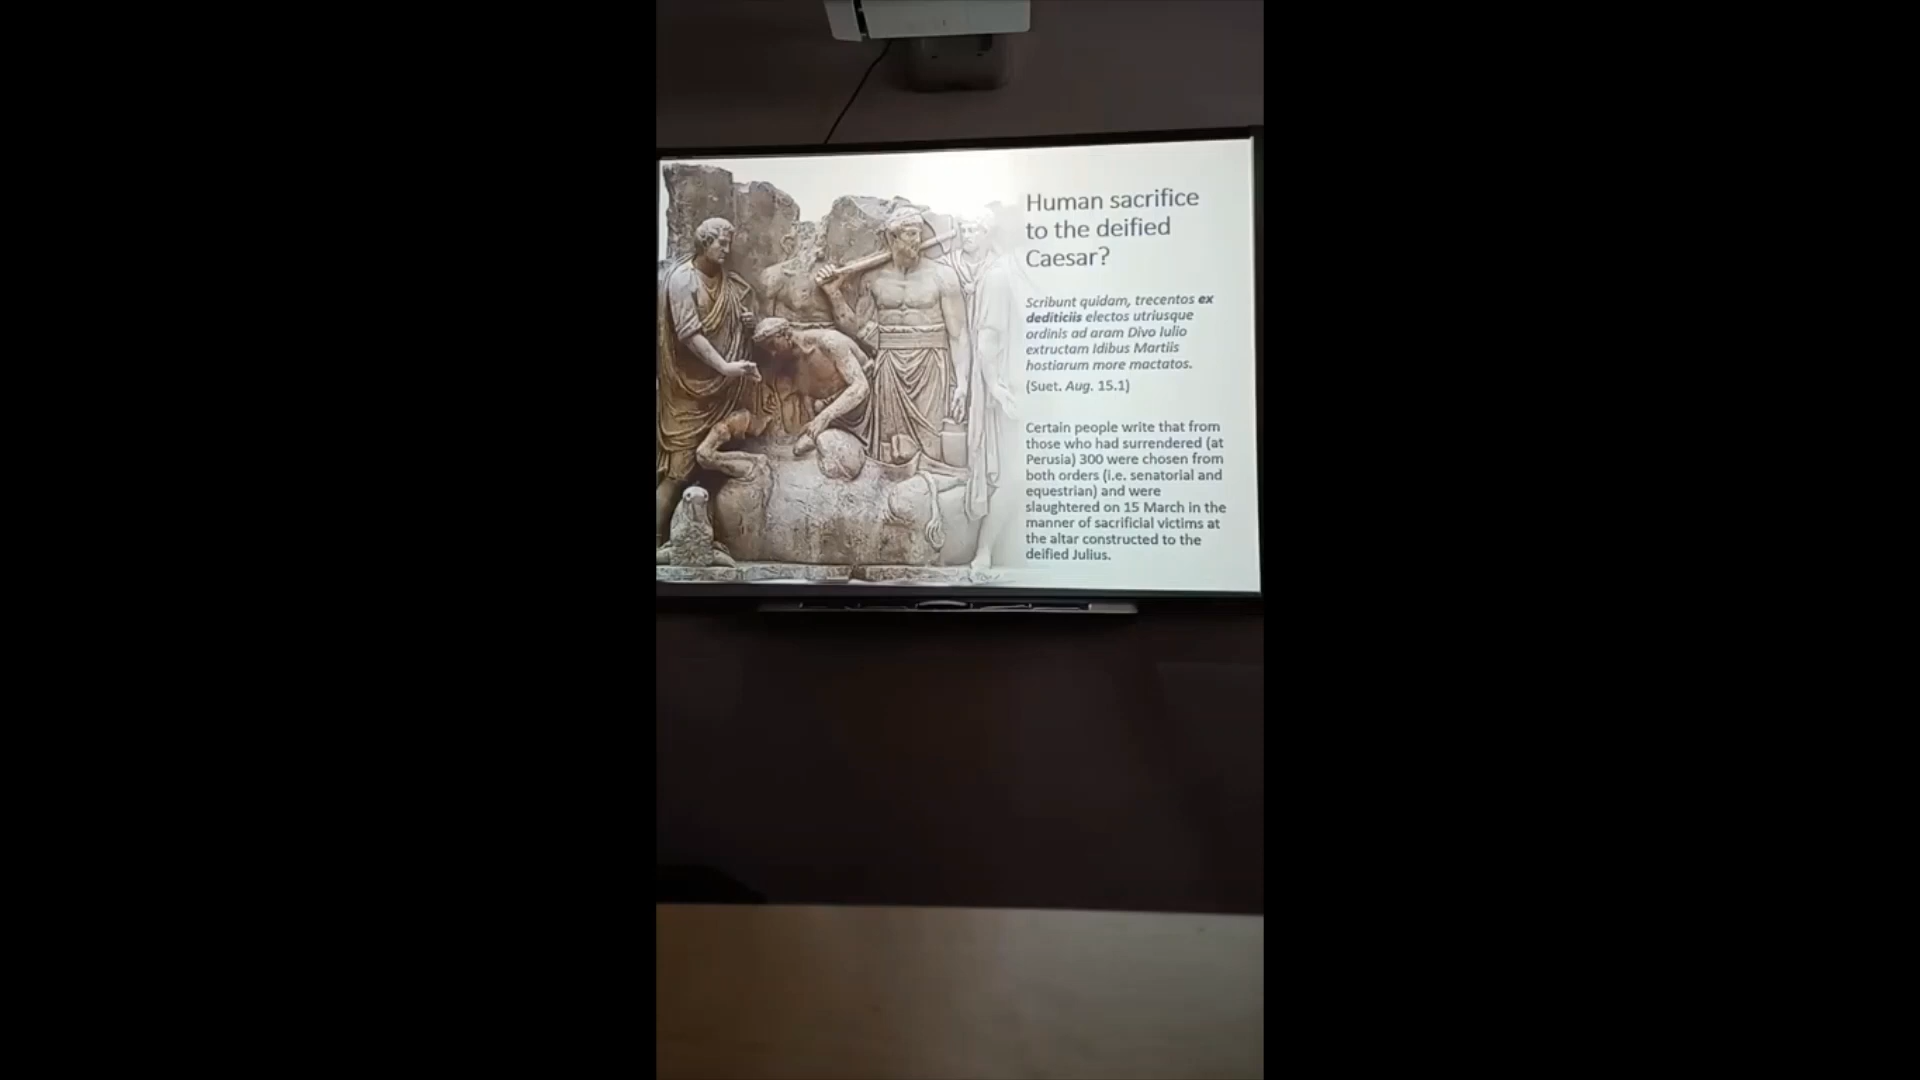 Human sacrifice
to the deified
Caesar?
Scribunt quidam, trecentos ex
dediticiis electos utriusque
ordinis ad aram Divo Iulio
extructam Idibus Martiis
hostiarum more mactatos.
(Suet. Aug. 15.1)
Certain people write that from
those who had surrendered (at
Perusia) 300 were chosen from
both orders (i.e. senatorial and
equestrian) and were
slaughtered on 15 March in the
manner of sacrificial victims at
the altar constructed to the
deified Julius.